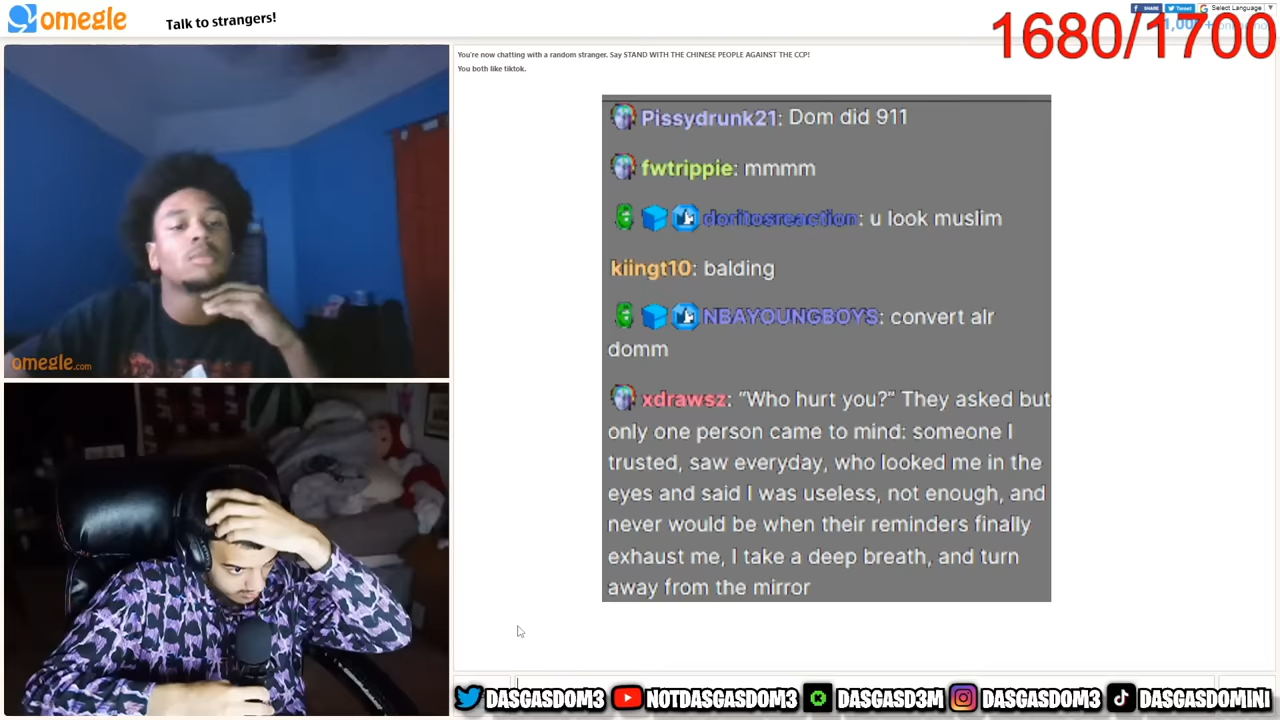 omegle
Talk to strangers!
SHARE
Tweet
G Select Language ▼
1680/1700
You're now chatting with a random stranger. Say STAND WITH THE CHINESE PEOPLE AGAINST THE CCP!
You both like tiktok.
Pissydrunk21: Dom did 911
fwtrippie: mmmm
doritosreaction: u look muslim
kiingt10: balding
NBAYOUNGBOYS: convert alr
domm
xdrawsz: “Who hurt you?” They asked but
only one person came to mind: someone I
trusted, saw everyday, who looked me in the
eyes and said I was useless, not enough, and
never would be when their reminders finally
exhaust me, I take a deep breath, and turn
away from the mirror
omegle.com
DASGASDOM3
NOTDASGASDOM3
DASGASD3M
DASGASDOM3
DASGASDOMINI